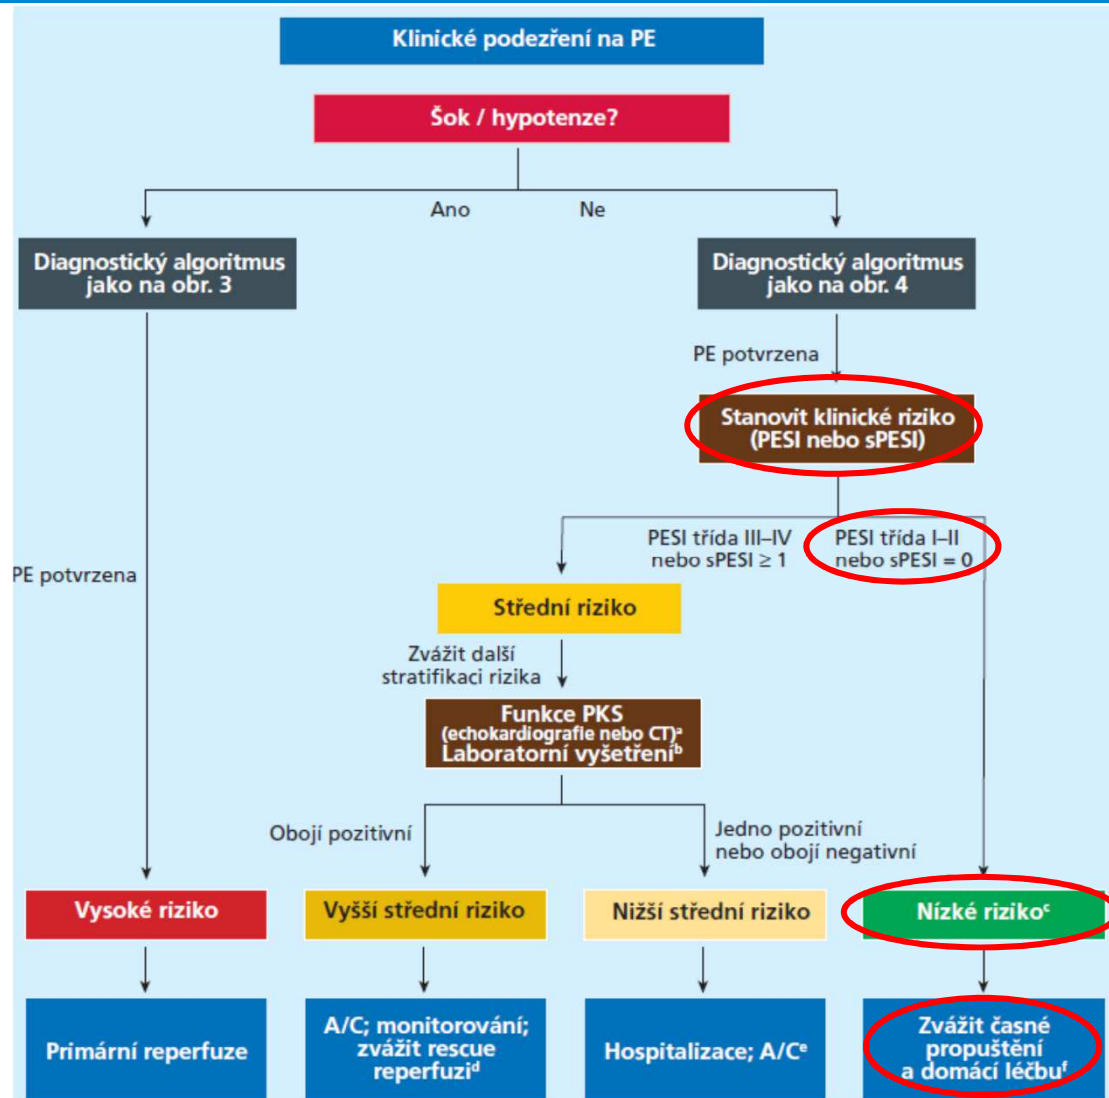 Klinické podezření na PE
Šok / hypotenze?
Ano
Ne
Diagnostický algoritmus
jako na obr. 3
Diagnostický algoritmus
jako na obr. 4
PE potvrzena
Stanovit klinické riziko
(PESI nebo sPESI)
PESI třída III–IV
nebo sPESI ≥ 1
PESI třída I–II
nebo sPESI = 0
PE potvrzena
Střední riziko
Zvážit další
stratifikaci rizika
Funkce PKS
(echokardiografie nebo CT)ᵃ
Laboratorní vyšetřeníᵇ
Obojí pozitivní
Jedno pozitivní
nebo obojí negativní
Vysoké riziko
Vyšší střední riziko
Nižší střední riziko
Nízké rizikoᶜ
Primární reperfuze
A/C; monitorování;
zvážit rescue
reperfuziᵈ
Hospitalizace; A/Cᵉ
Zvážit časné
propuštění
a domácí léčbuᶠ